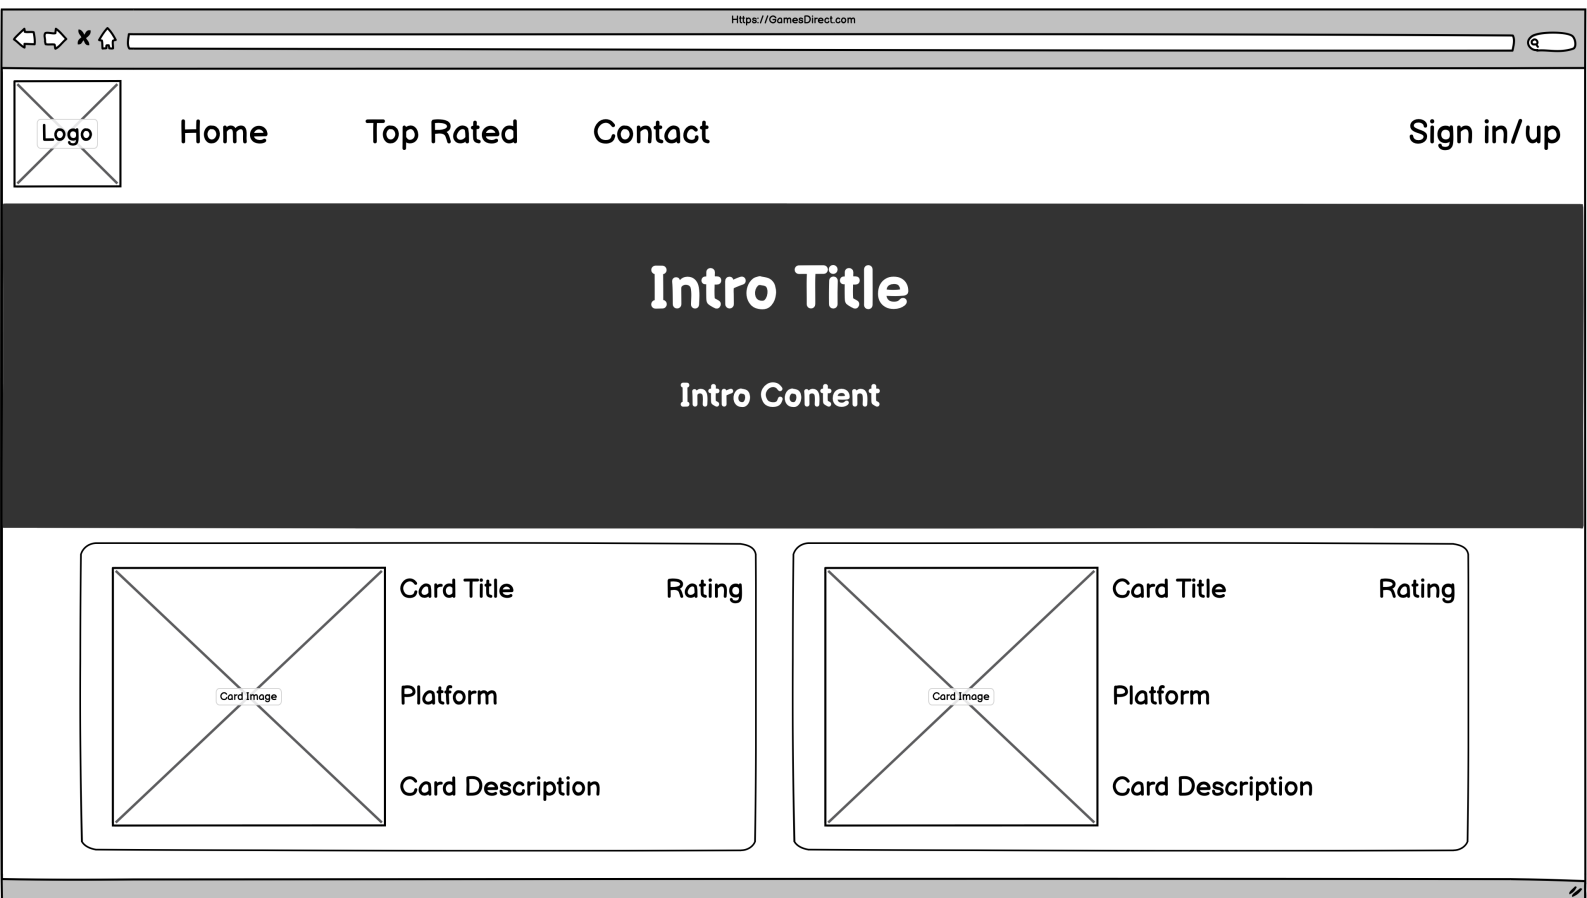 Https://GamesDirect.com
Logo
Home
Top Rated
Contact
Sign in/up
Intro Title
Intro Content
Card Image
Card Title
Rating
Platform
Card Description
Card Image
Card Title
Rating
Platform
Card Description